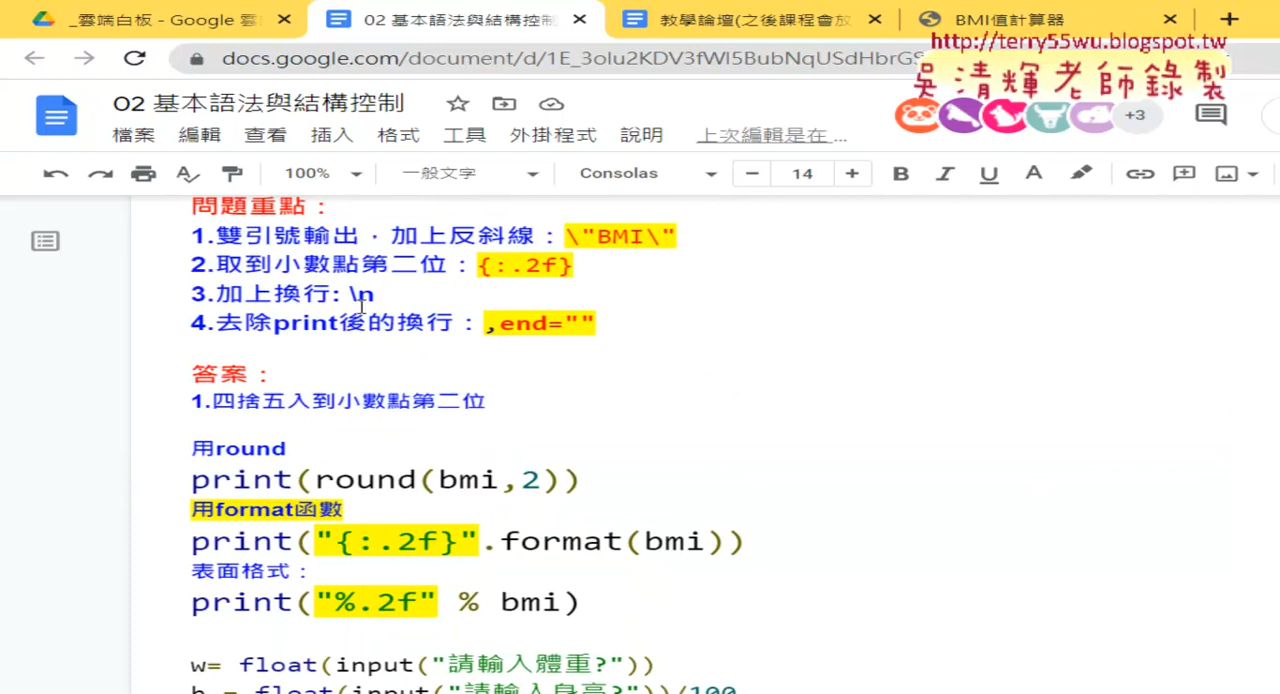 _雲端白板 - Google 雲
02 基本語法與結構控制
教學論壇(之後課程會放
BMI值計算器
http://terry55wu.blogspot.tw
docs.google.com/document/d/1E_3olu2KDV3fWl5BubNqUSdHbrGS
吳清輝老師錄製
02 基本語法與結構控制
+3
檔案 編輯 查看 插入 格式 工具 外掛程式 說明 上次編輯是在 ...
100% 一般文字 Consolas 14 B I U A
問題重點：
1.雙引號輸出，加上反斜線：\"BMI\"
2.取到小數點第二位：{:.2f}
3.加上換行: \n
4.去除print後的換行：,end=""
答案：
1.四捨五入到小數點第二位
用round
print(round(bmi,2))
用format函數
print("{:.2f}".format(bmi))
表面格式：
print("%.2f" % bmi)
w= float(input("請輸入體重?"))
h = float(input("請輸入身高?"))/100